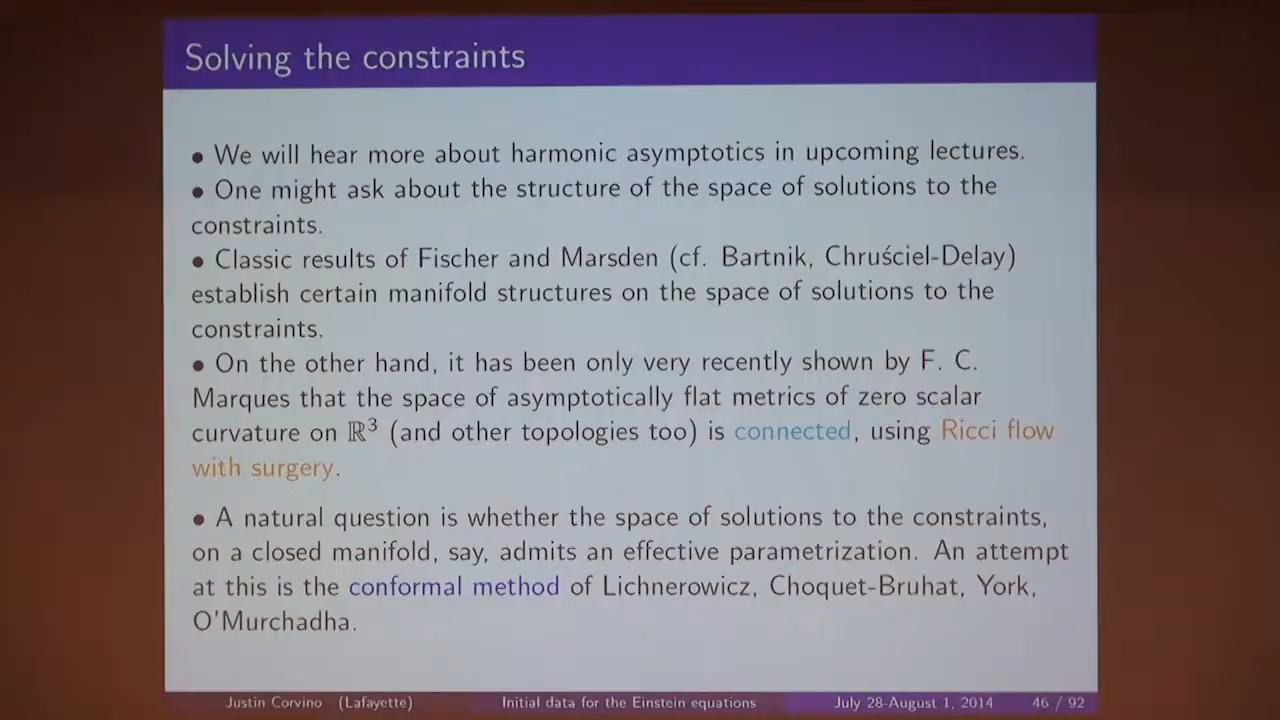 Solving the constraints
• We will hear more about harmonic asymptotics in upcoming lectures.
• One might ask about the structure of the space of solutions to the
constraints.
• Classic results of Fischer and Marsden (cf. Bartnik, Chruściel-Delay)
establish certain manifold structures on the space of solutions to the
constraints.
• On the other hand, it has been only very recently shown by F. C.
Marques that the space of asymptotically flat metrics of zero scalar
curvature on ℝ³ (and other topologies too) is connected, using Ricci flow
with surgery.
• A natural question is whether the space of solutions to the constraints,
on a closed manifold, say, admits an effective parametrization. An attempt
at this is the conformal method of Lichnerowicz, Choquet-Bruhat, York,
O'Murchadha.
Justin Corvino (Lafayette) Initial data for the Einstein equations July 28-August 1, 2014 46 / 92